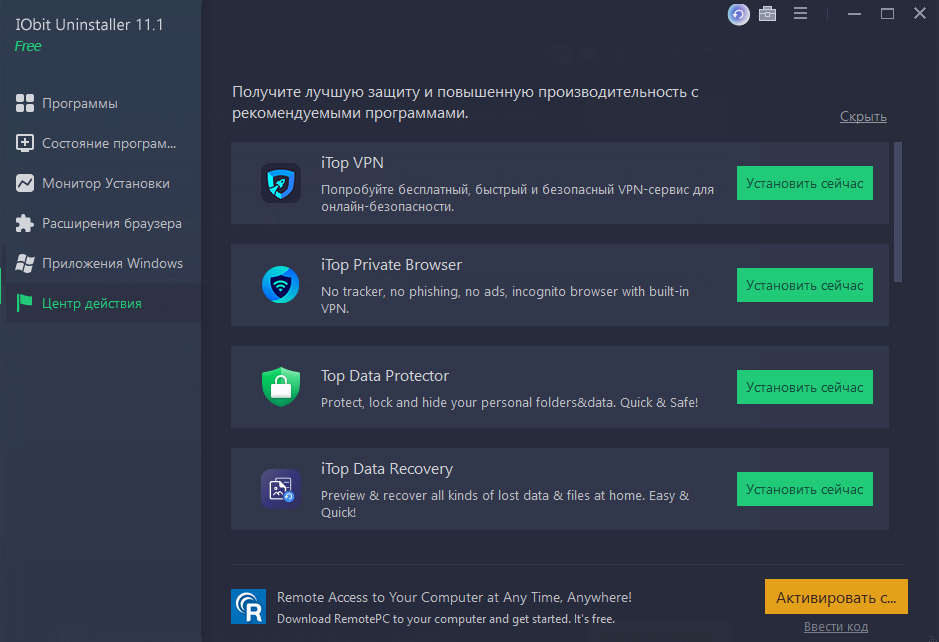 IObit Uninstaller 11.1
Free
Программы
Состояние програм...
Монитор Установки
Расширения браузера
Приложения Windows
Центр действия
Получите лучшую защиту и повышенную производительность с
рекомендуемыми программами.
Скрыть
iTop VPN
Попробуйте бесплатный, быстрый и безопасный VPN-сервис для
онлайн-безопасности.
Установить сейчас
iTop Private Browser
No tracker, no phishing, no ads, incognito browser with built-in
VPN.
Установить сейчас
Top Data Protector
Protect, lock and hide your personal folders&data. Quick & Safe!
Установить сейчас
iTop Data Recovery
Preview & recover all kinds of lost data & files at home. Easy &
Quick!
Установить сейчас
R
Remote Access to Your Computer at Any Time, Anywhere!
Download RemotePC to your computer and get started. It's free.
Активировать с...
Ввести код